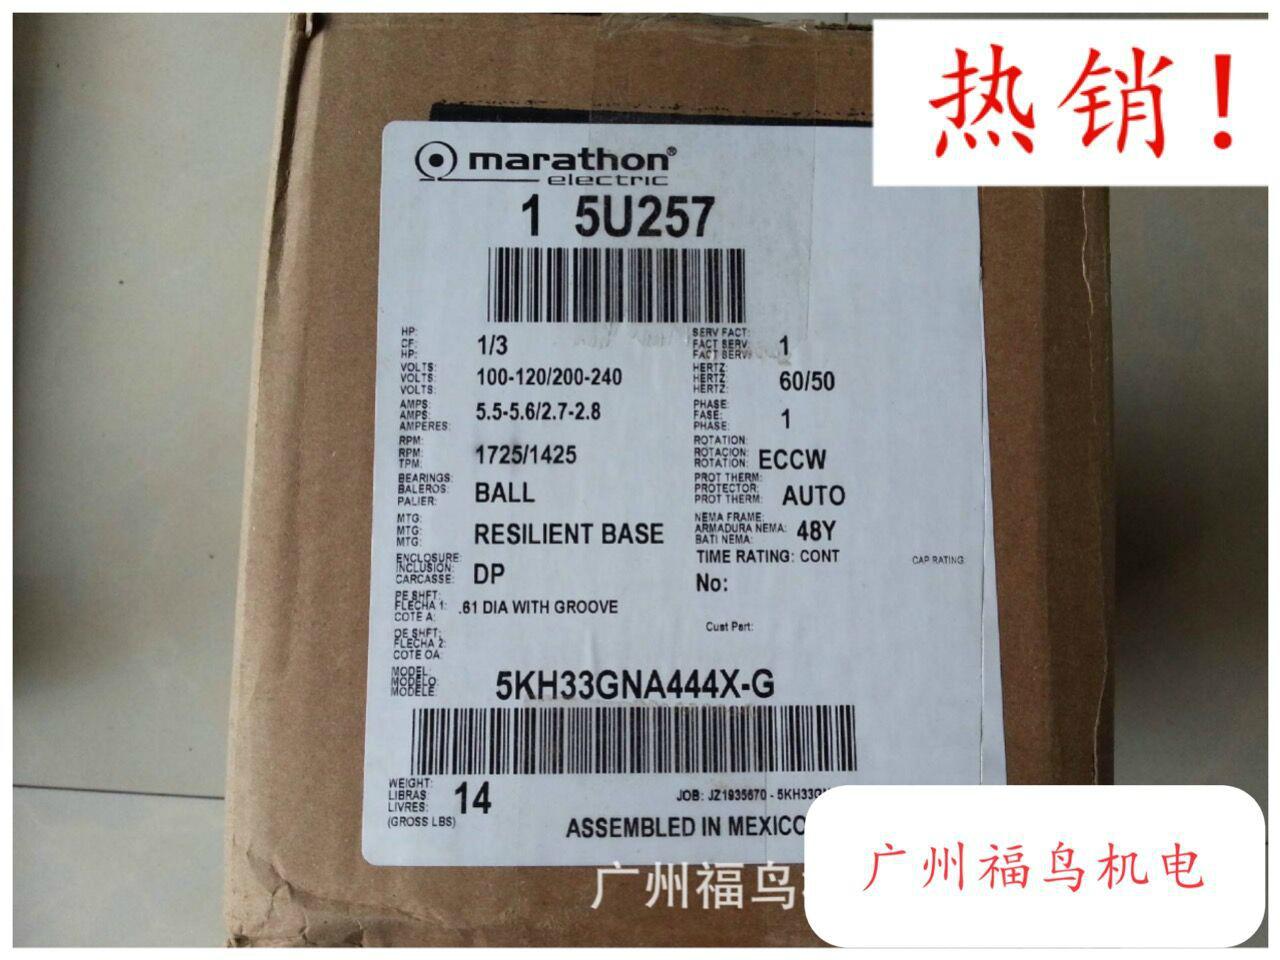 热销！
marathon®
electric
1 5U257
HP:
CF:
HP:
1/3
SERV FACT:
FACT SERV:
FACT SERV:
1
VOLTS:
VOLTS:
VOLTS:
100-120/200-240
HERTZ:
HERTZ:
HERTZ:
60/50
AMPS:
AMPS:
AMPERES:
5.5-5.6/2.7-2.8
PHASE:
FASE:
PHASE:
1
RPM:
RPM:
TPM:
1725/1425
ROTATION:
ROTACION:
ROTATION:
ECCW
BEARINGS:
BALEROS:
PALIER:
BALL
PROT THERM:
PROTECTOR:
PROT THERM:
AUTO
MTG:
MTG:
MTG:
RESILIENT BASE
NEMA FRAME:
ARMADURA NEMA:
BATI NEMA:
48Y
ENCLOSURE:
INCLUSION:
CARCASSE:
DP
TIME RATING: CONT
CAP RATING
No:
PE SHFT:
FLECHA 1:
COTE A:
.61 DIA WITH GROOVE
Cust Part:
OE SHFT:
FLECHA 2:
COTE OA:
MODEL:
MODELO:
MODELE:
5KH33GNA444X-G
WEIGHT:
LIBRAS:
LIVRES:
(GROSS LBS)
14
JOB: JZ1935670 - 5KH33G
ASSEMBLED IN MEXICO
广州福鸟
广州福鸟机电